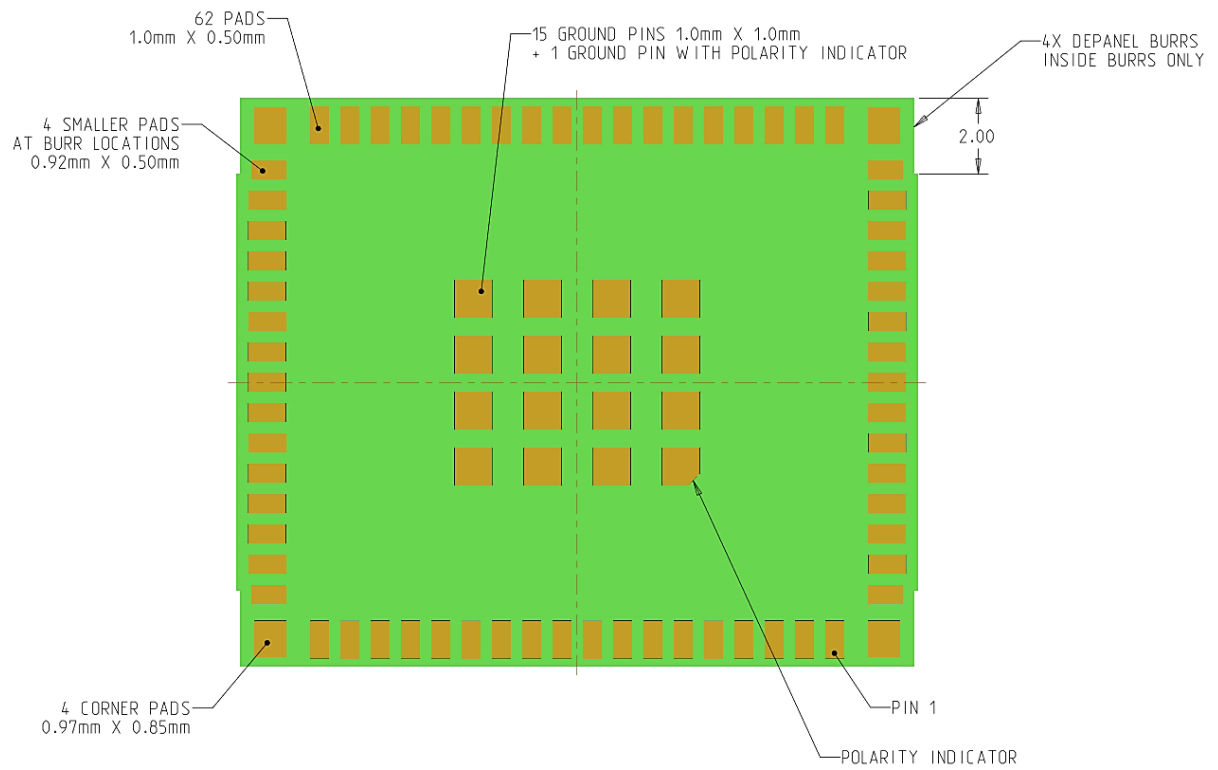 62 PADS
1.0mm X 0.50mm
15 GROUND PINS 1.0mm X 1.0mm
+ 1 GROUND PIN WITH POLARITY INDICATOR
4X DEPANEL BURRS
INSIDE BURRS ONLY
4 SMALLER PADS
AT BURR LOCATIONS
0.92mm X 0.50mm
2.00
4 CORNER PADS
0.97mm X 0.85mm
PIN 1
POLARITY INDICATOR